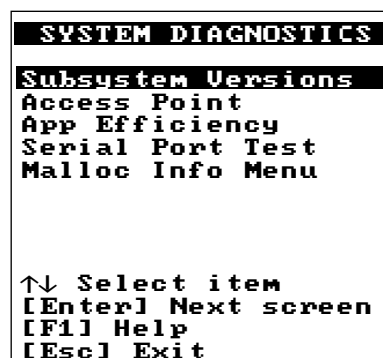 SYSTEM DIAGNOSTICS
Subsystem Versions
Access Point
App Efficiency
Serial Port Test
Malloc Info Menu
↑↓ Select item
[Enter] Next screen
[F1] Help
[Esc] Exit